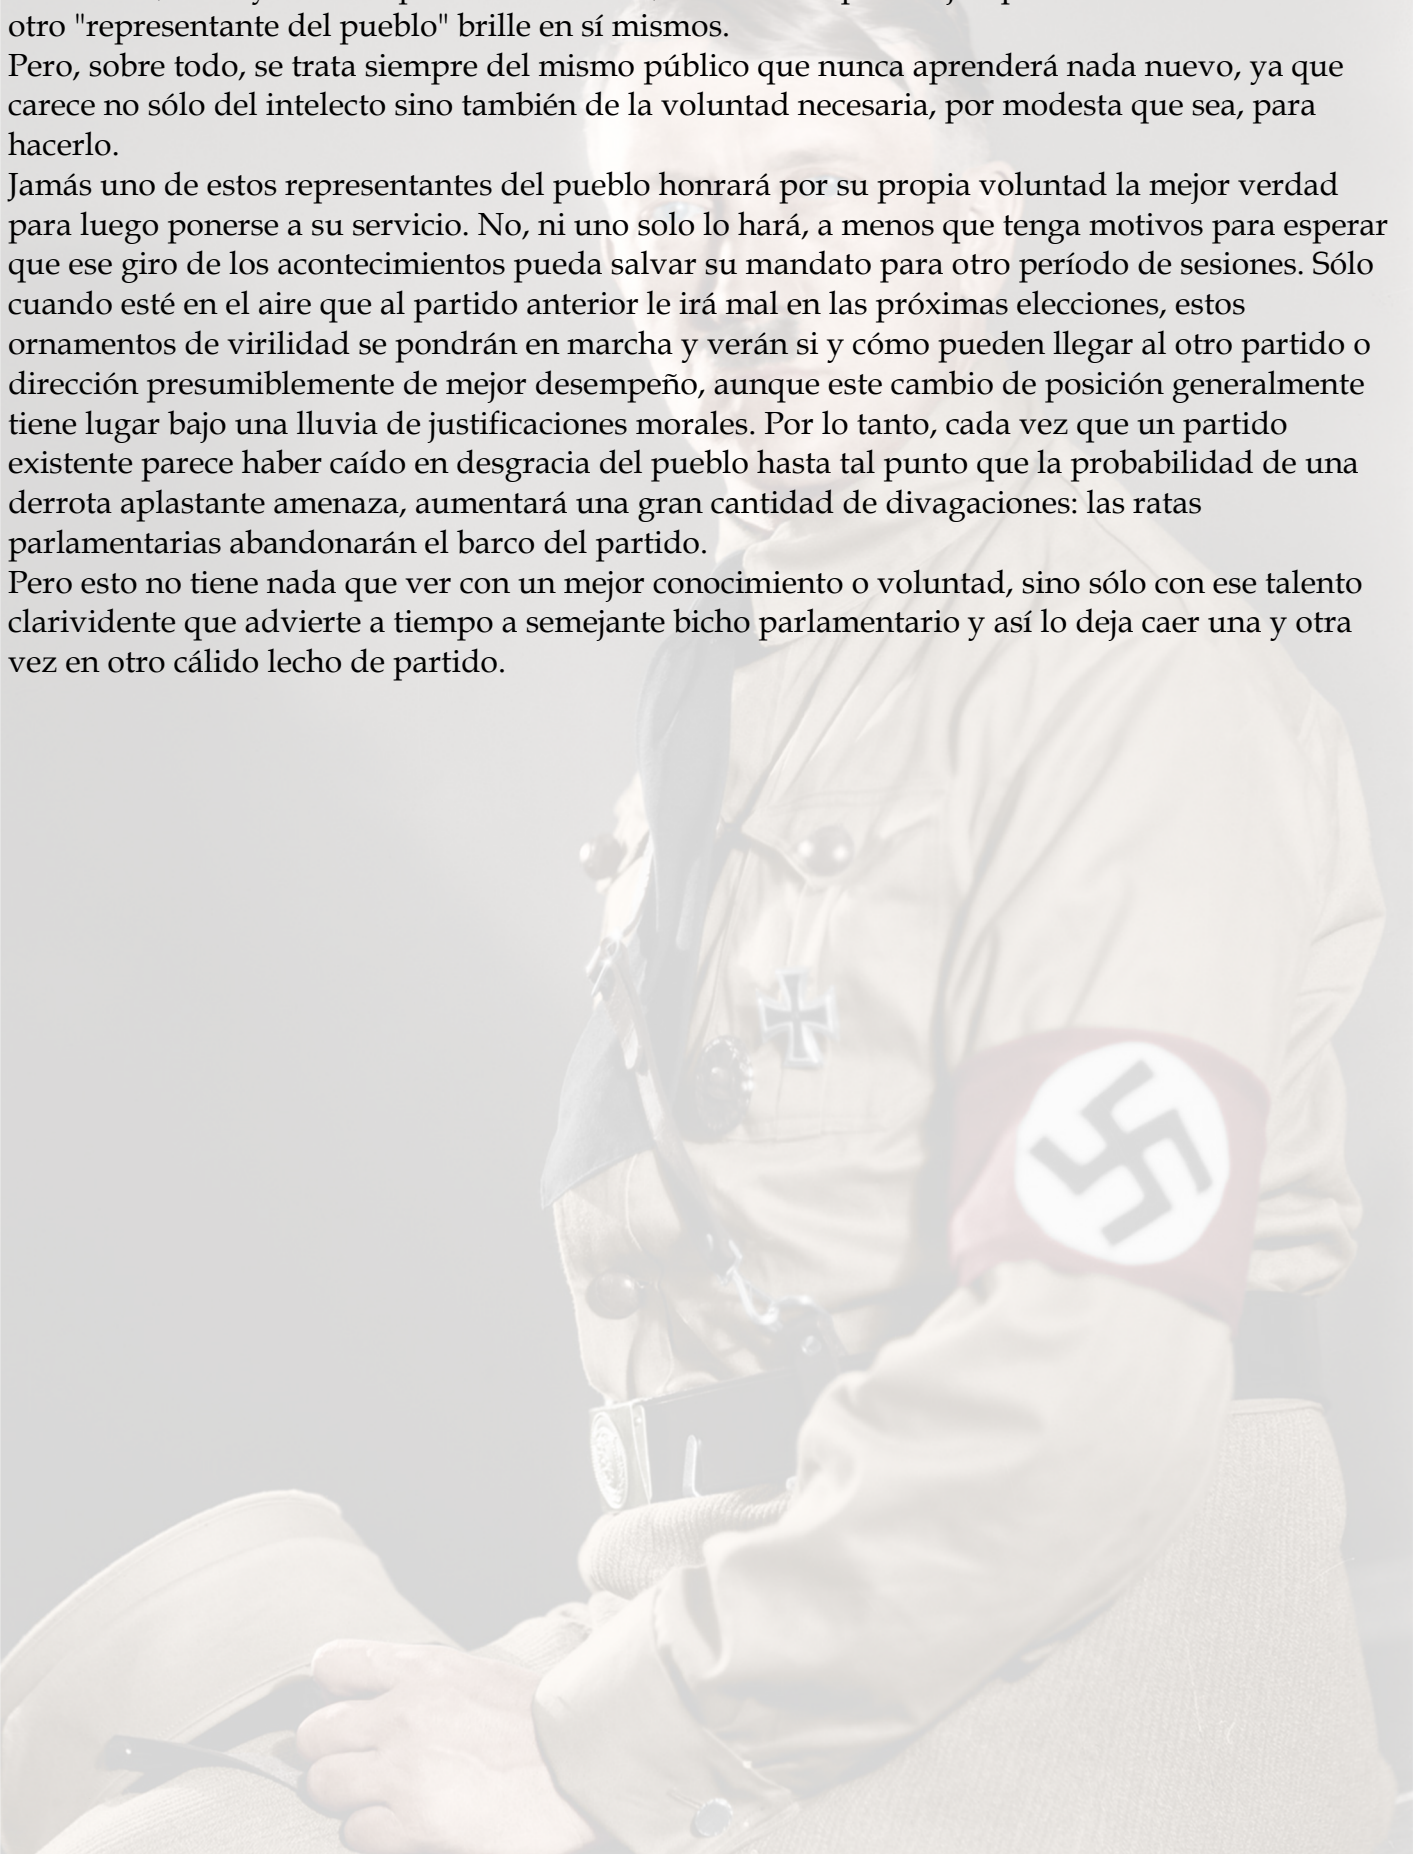 otro "representante del pueblo" brille en sí mismos.
Pero, sobre todo, se trata siempre del mismo público que nunca aprenderá nada nuevo, ya que
carece no sólo del intelecto sino también de la voluntad necesaria, por modesta que sea, para
hacerlo.
Jamás uno de estos representantes del pueblo honrará por su propia voluntad la mejor verdad
para luego ponerse a su servicio. No, ni uno solo lo hará, a menos que tenga motivos para esperar
que ese giro de los acontecimientos pueda salvar su mandato para otro período de sesiones. Sólo
cuando esté en el aire que al partido anterior le irá mal en las próximas elecciones, estos
ornamentos de virilidad se pondrán en marcha y verán si y cómo pueden llegar al otro partido o
dirección presumiblemente de mejor desempeño, aunque este cambio de posición generalmente
tiene lugar bajo una lluvia de justificaciones morales. Por lo tanto, cada vez que un partido
existente parece haber caído en desgracia del pueblo hasta tal punto que la probabilidad de una
derrota aplastante amenaza, aumentará una gran cantidad de divagaciones: las ratas
parlamentarias abandonarán el barco del partido.
Pero esto no tiene nada que ver con un mejor conocimiento o voluntad, sino sólo con ese talento
clarividente que advierte a tiempo a semejante bicho parlamentario y así lo deja caer una y otra
vez en otro cálido lecho de partido.